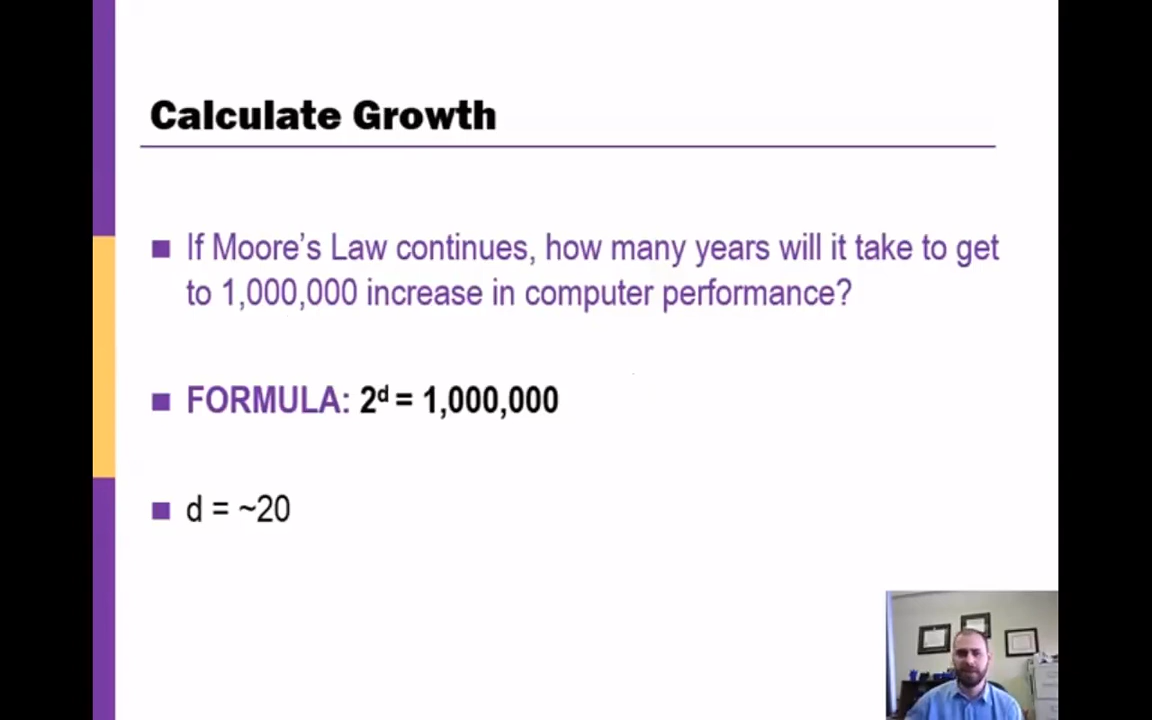 Calculate Growth
If Moore's Law continues, how many years will it take to get
to 1,000,000 increase in computer performance?
FORMULA: 2ᵈ = 1,000,000
d = ~20